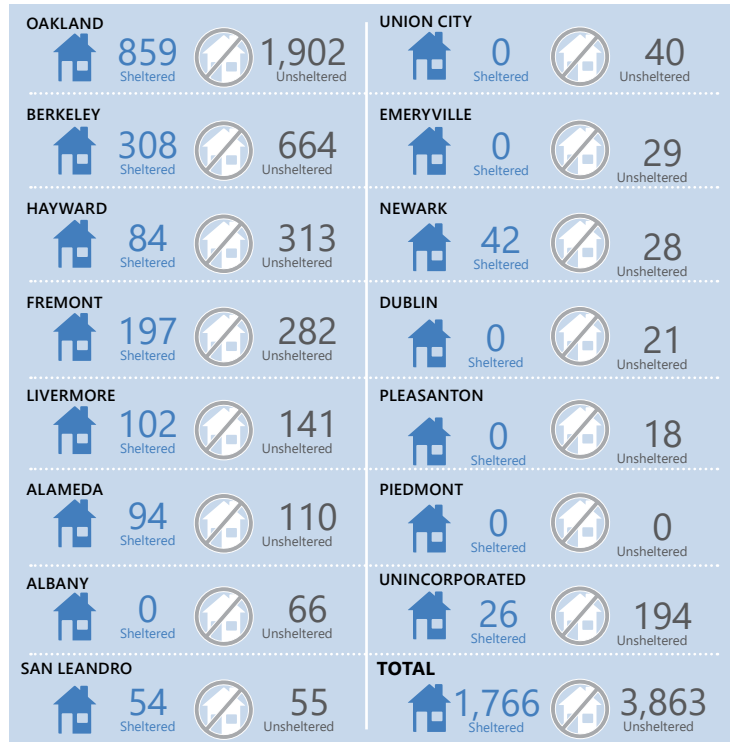 OAKLAND
859 1,902
Sheltered Unsheltered
BERKELEY
308 664
Sheltered Unsheltered
HAYWARD
84 313
Sheltered Unsheltered
FREMONT
197 282
Sheltered Unsheltered
LIVERMORE
102 141
Sheltered Unsheltered
ALAMEDA
94 110
Sheltered Unsheltered
ALBANY
0 66
Sheltered Unsheltered
SAN LEANDRO
54 55
Sheltered Unsheltered
UNION CITY
0 40
Sheltered Unsheltered
EMERYVILLE
0 29
Sheltered Unsheltered
NEWARK
42 28
Sheltered Unsheltered
DUBLIN
0 21
Sheltered Unsheltered
PLEASANTON
0 18
Sheltered Unsheltered
PIEDMONT
0 0
Sheltered Unsheltered
UNINCORPORATED
26 194
Sheltered Unsheltered
TOTAL
1,766 3,863
Sheltered Unsheltered